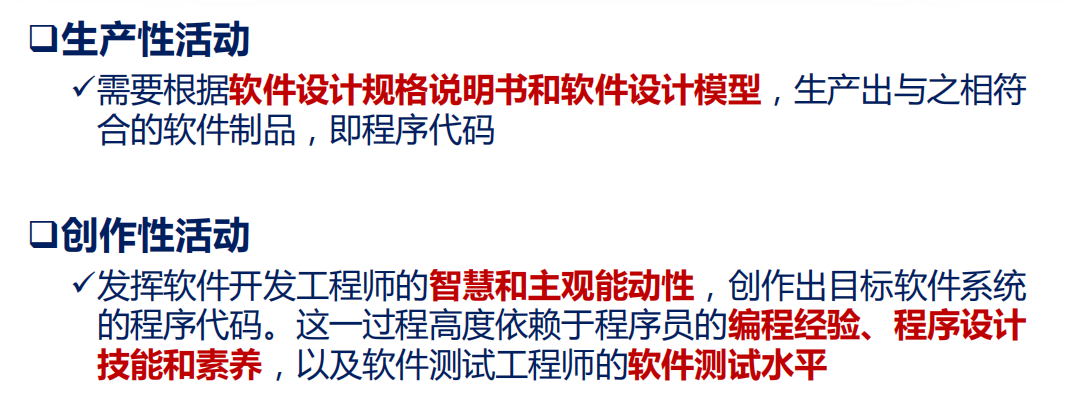 ❑生产性活动
✓需要根据软件设计规格说明书和软件设计模型，生产出与之相符
合的软件制品，即程序代码
❑创作性活动
✓发挥软件开发工程师的智慧和主观能动性，创作出目标软件系统
的程序代码。这一过程高度依赖于程序员的编程经验、程序设计
技能和素养，以及软件测试工程师的软件测试水平